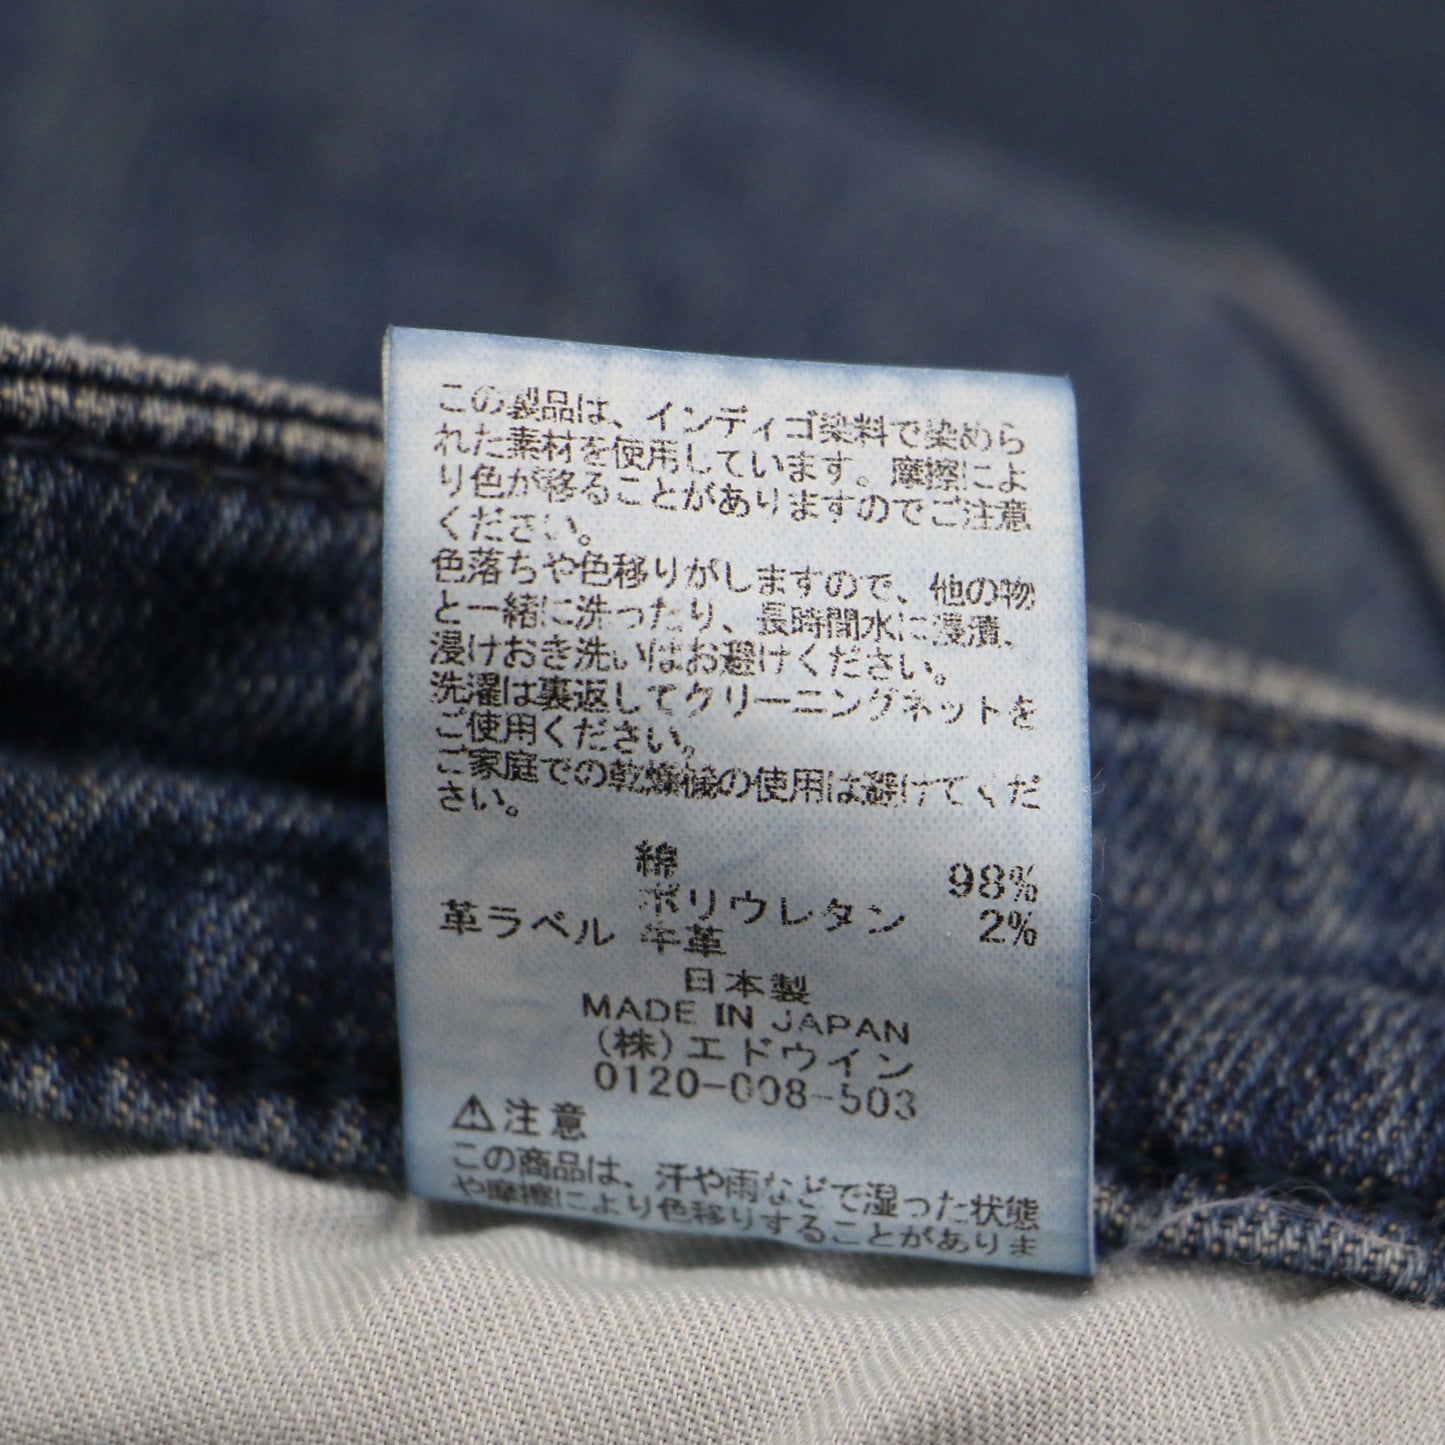 この製品は、インディゴ染料で染めら
れた素材を使用しています。摩擦によ
り色が移ることがありますのでご注意
ください。
色落ちや色移りがしますので、他の物
と一緒に洗ったり、長時間水に浸漬、
浸けおき洗いはお避けください。
洗濯は裏返してクリーニングネットを
ご使用ください。
ご家庭での乾燥機の使用は避けてくだ
さい。
綿 98%
ポリウレタン 2%
革ラベル 牛革
日本製
MADE IN JAPAN
(株)エドウイン
0120-008-503
⚠注意
この商品は、汗や雨などで湿った状態
や摩擦により色移りすることがありま